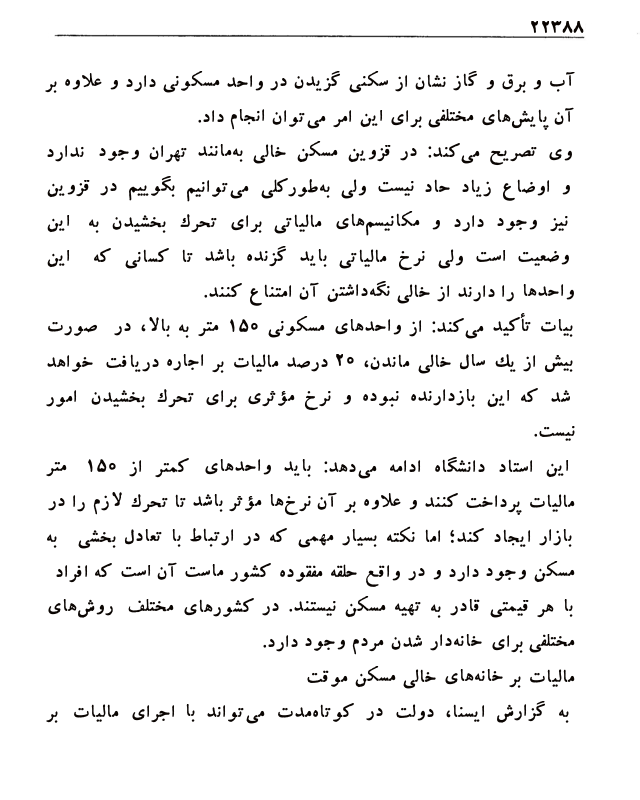 ۲۲۳۸۸
آب و برق و گاز نشان از سکنی گزیدن در واحد مسکونی دارد و علاوه بر
آن پایش‌های مختلفی برای این امر می‌توان انجام داد.
وی تصریح می‌کند: در قزوین مسکن خالی به‌مانند تهران وجود ندارد
و اوضاع زیاد حاد نیست ولی به‌طورکلی می‌توانیم بگوییم در قزوین
نیز وجود دارد و مکانیسم‌های مالیاتی برای تحرك بخشیدن به این
وضعیت است ولی نرخ مالیاتی باید گزنده باشد تا کسانی که این
واحدها را دارند از خالی نگه‌داشتن آن امتناع کنند.
بیات تأکید می‌کند: از واحدهای مسکونی ۱۵۰ متر به بالا، در صورت
بیش از یك سال خالی ماندن، ۲۰ درصد مالیات بر اجاره دریافت خواهد
شد که این بازدارنده نبوده و نرخ مؤثری برای تحرك بخشیدن امور
نیست.
این استاد دانشگاه ادامه می‌دهد: باید واحدهای کمتر از ۱۵۰ متر
مالیات پرداخت کنند و علاوه بر آن نرخ‌ها مؤثر باشد تا تحرك لازم را در
بازار ایجاد کند؛ اما نکته بسیار مهمی که در ارتباط با تعادل بخشی به
مسکن وجود دارد و در واقع حلقه مفقوده کشور ماست آن است که افراد
با هر قیمتی قادر به تهیه مسکن نیستند. در کشورهای مختلف روش‌های
مختلفی برای خانه‌دار شدن مردم وجود دارد.
مالیات بر خانه‌های خالی مسکن موقت
به گزارش ایسنا، دولت در کوتاه‌مدت می‌تواند با اجرای مالیات بر